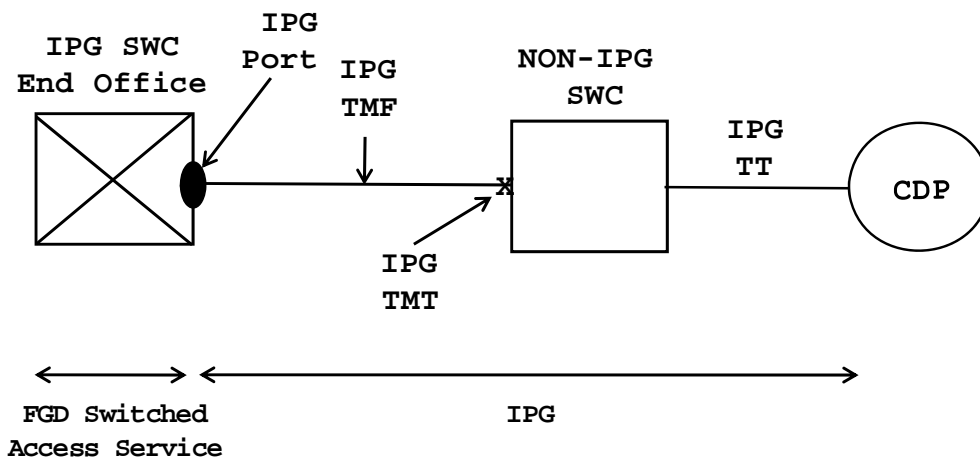 IPG SWC
End Office
IPG
Port
IPG
TMF
NON-IPG
SWC
IPG
TT
CDP
X
IPG
TMT
FGD Switched
Access Service
IPG